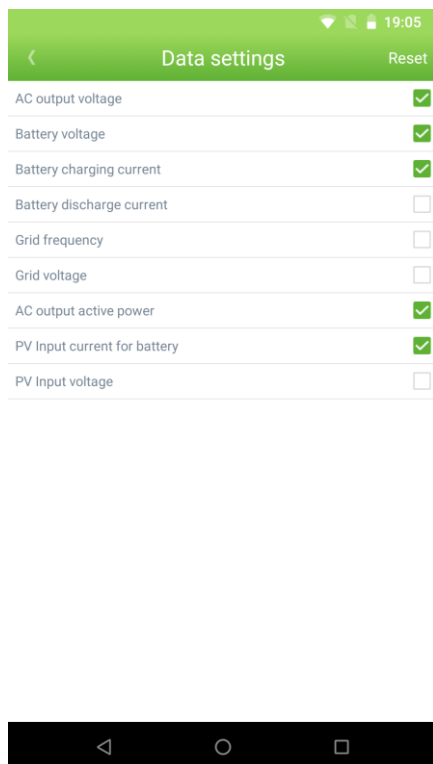 19:05
Data settings
Reset
AC output voltage
Battery voltage
Battery charging current
Battery discharge current
Grid frequency
Grid voltage
AC output active power
PV Input current for battery
PV Input voltage